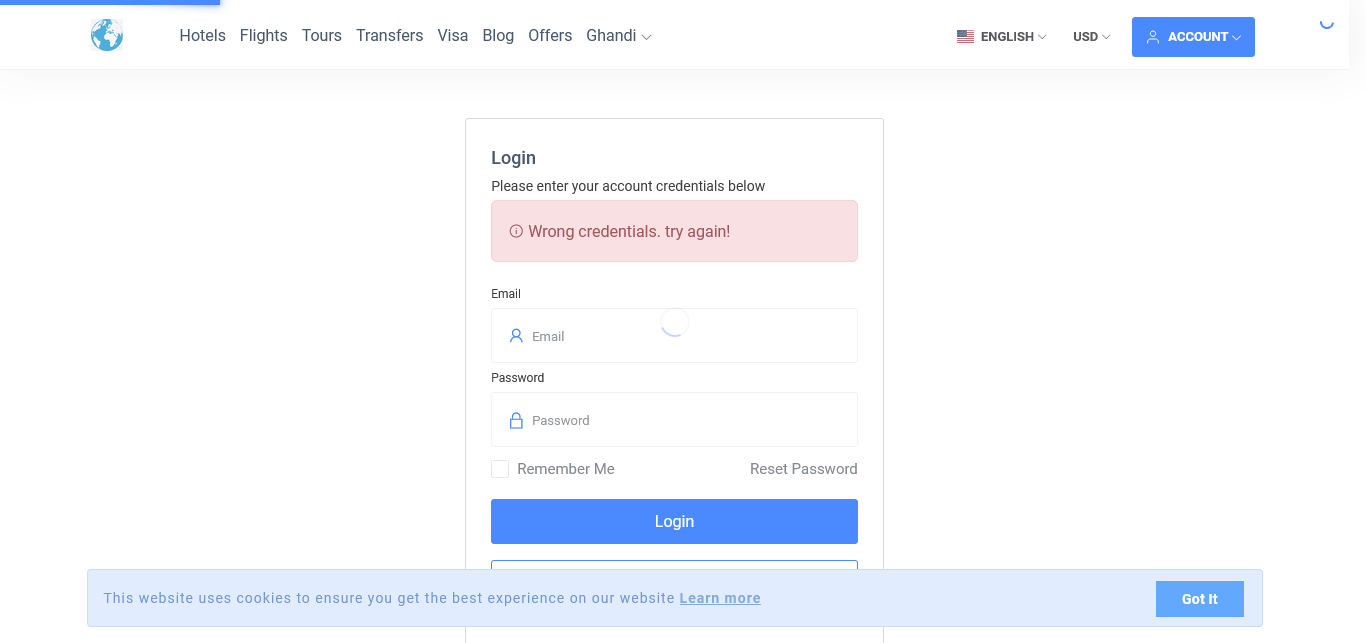 Hotels Flights Tours Transfers Visa Blog Offers Ghandi ENGLISH USD ACCOUNT
Login
Please enter your account credentials below
Wrong credentials. try again!
Email
Email
Password
Password
Remember Me Reset Password
Login
This website uses cookies to ensure you get the best experience on our website Learn more Got It